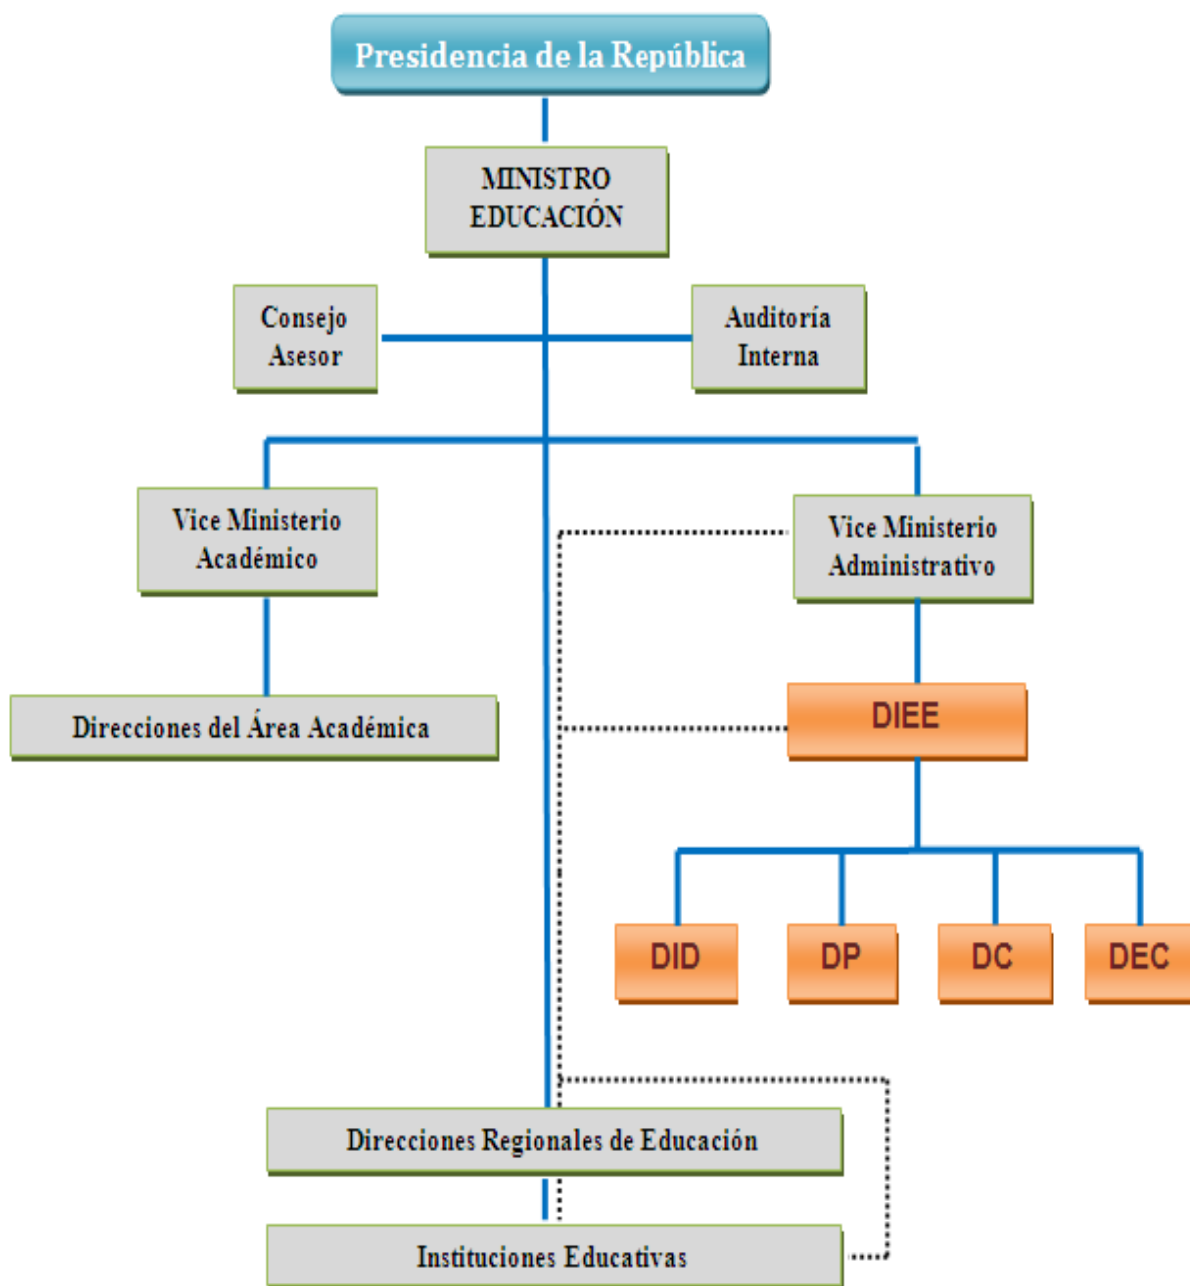 Presidencia de la República
MINISTRO
EDUCACIÓN
Consejo
Asesor
Auditoría
Interna
Vice Ministerio
Académico
Vice Ministerio
Administrativo
Direcciones del Área Académica
DIEE
DID
DP
DC
DEC
Direcciones Regionales de Educación
Instituciones Educativas